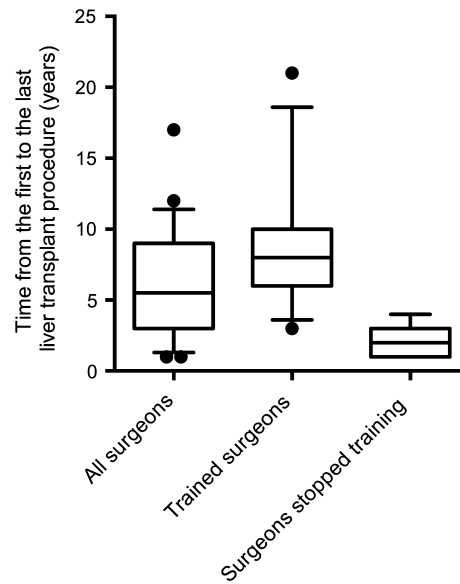 Time from the first to the last
liver transplant procedure (years)
25
20
15
10
5
0
All surgeons
Trained surgeons
Surgeons stopped training